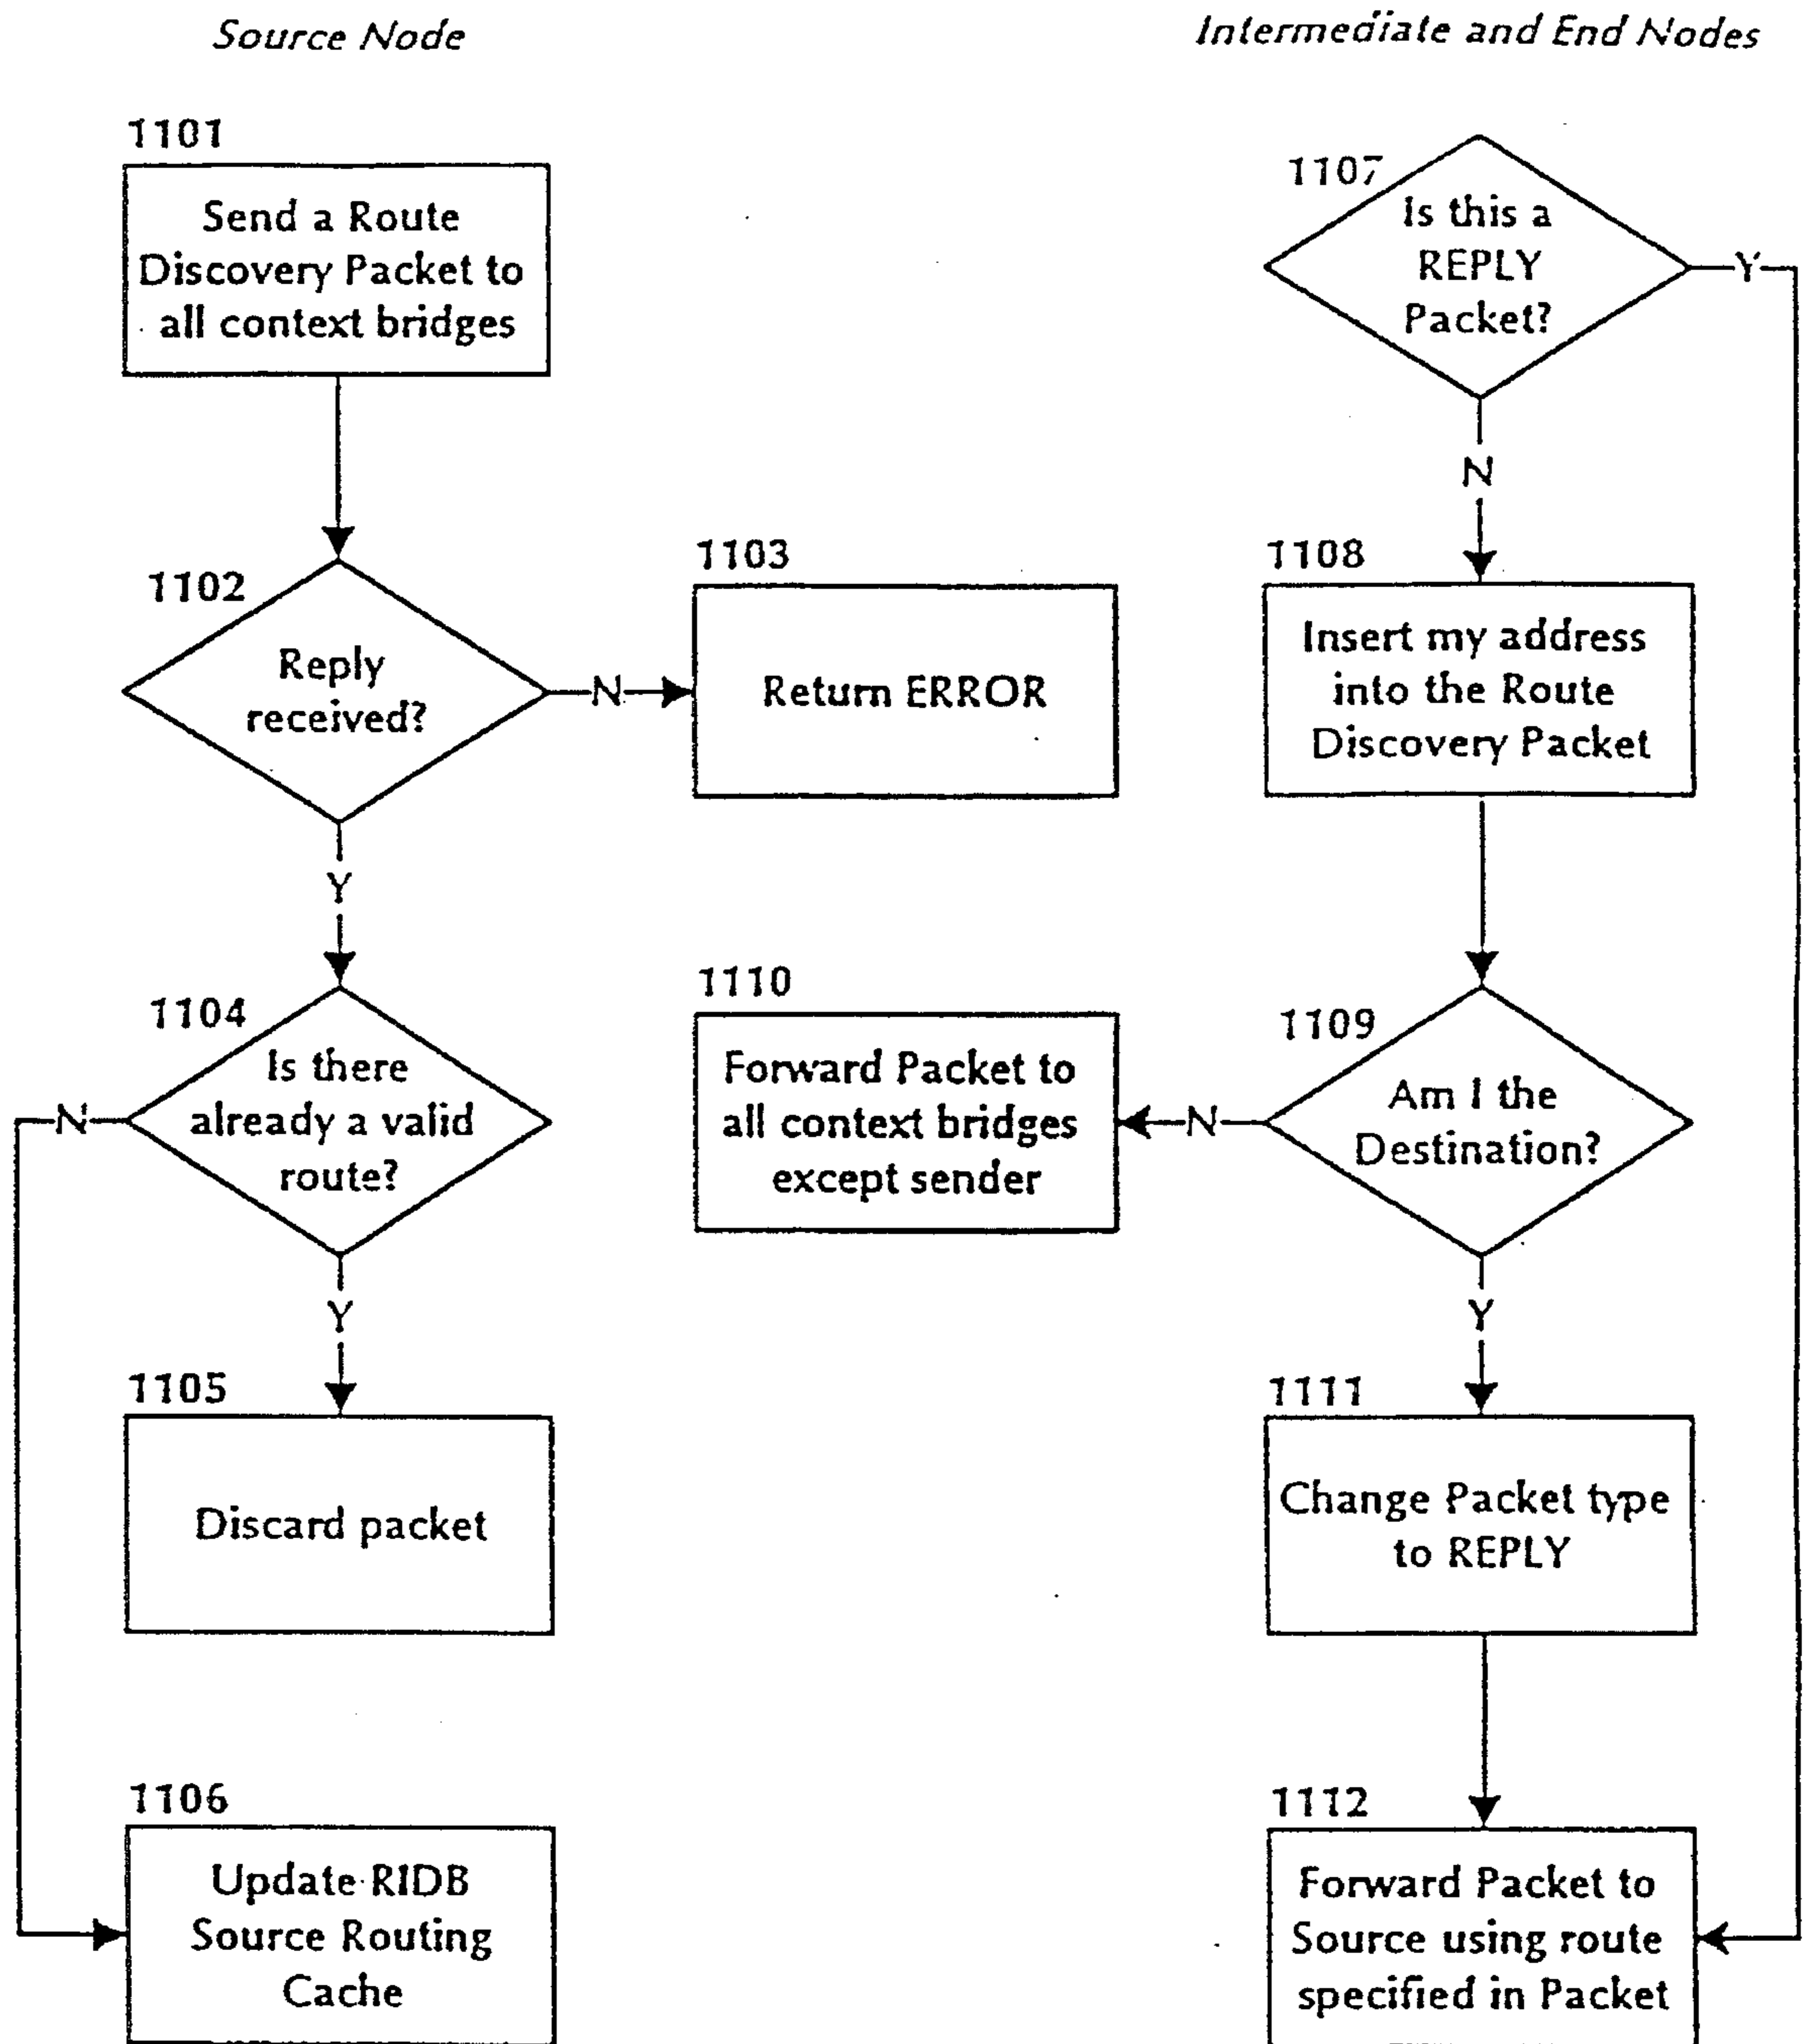 Source Node
Intermediate and End Nodes
1101
Send a Route
Discovery Packet to
all context bridges
1102
Reply
received?
N
1103
Return ERROR
Y
1104
Is there
already a valid
route?
N
Y
1105
Discard packet
1106
Update RIDB
Source Routing
Cache
1107
Is this a
REPLY
Packet?
Y
N
1108
Insert my address
into the Route
Discovery Packet
1109
Am I the
Destination?
N
1110
Forward Packet to
all context bridges
except sender
Y
1111
Change Packet type
to REPLY
1112
Forward Packet to
Source using route
specified in Packet